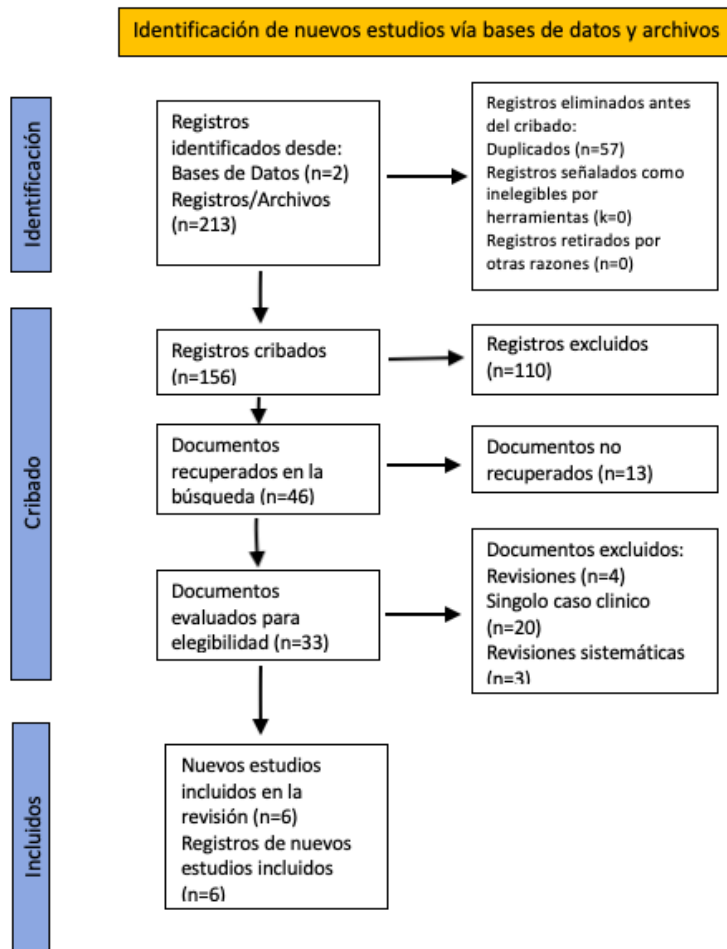 Identificación de nuevos estudios vía bases de datos y archivos
Identificación
Registros
identificados desde:
Bases de Datos (n=2)
Registros/Archivos
(n=213)
Registros eliminados antes
del cribado:
Duplicados (n=57)
Registros señalados como
inelegibles por
herramientas (k=0)
Registros retirados por
otras razones (n=0)
Cribado
Registros cribados
(n=156)
Registros excluidos
(n=110)
Documentos
recuperados en la
búsqueda (n=46)
Documentos no
recuperados (n=13)
Documentos
evaluados para
elegibilidad (n=33)
Documentos excluidos:
Revisiones (n=4)
Singolo caso clinico
(n=20)
Revisiones sistemáticas
(n=3)
Incluidos
Nuevos estudios
incluidos en la
revisión (n=6)
Registros de nuevos
estudios incluidos
(n=6)